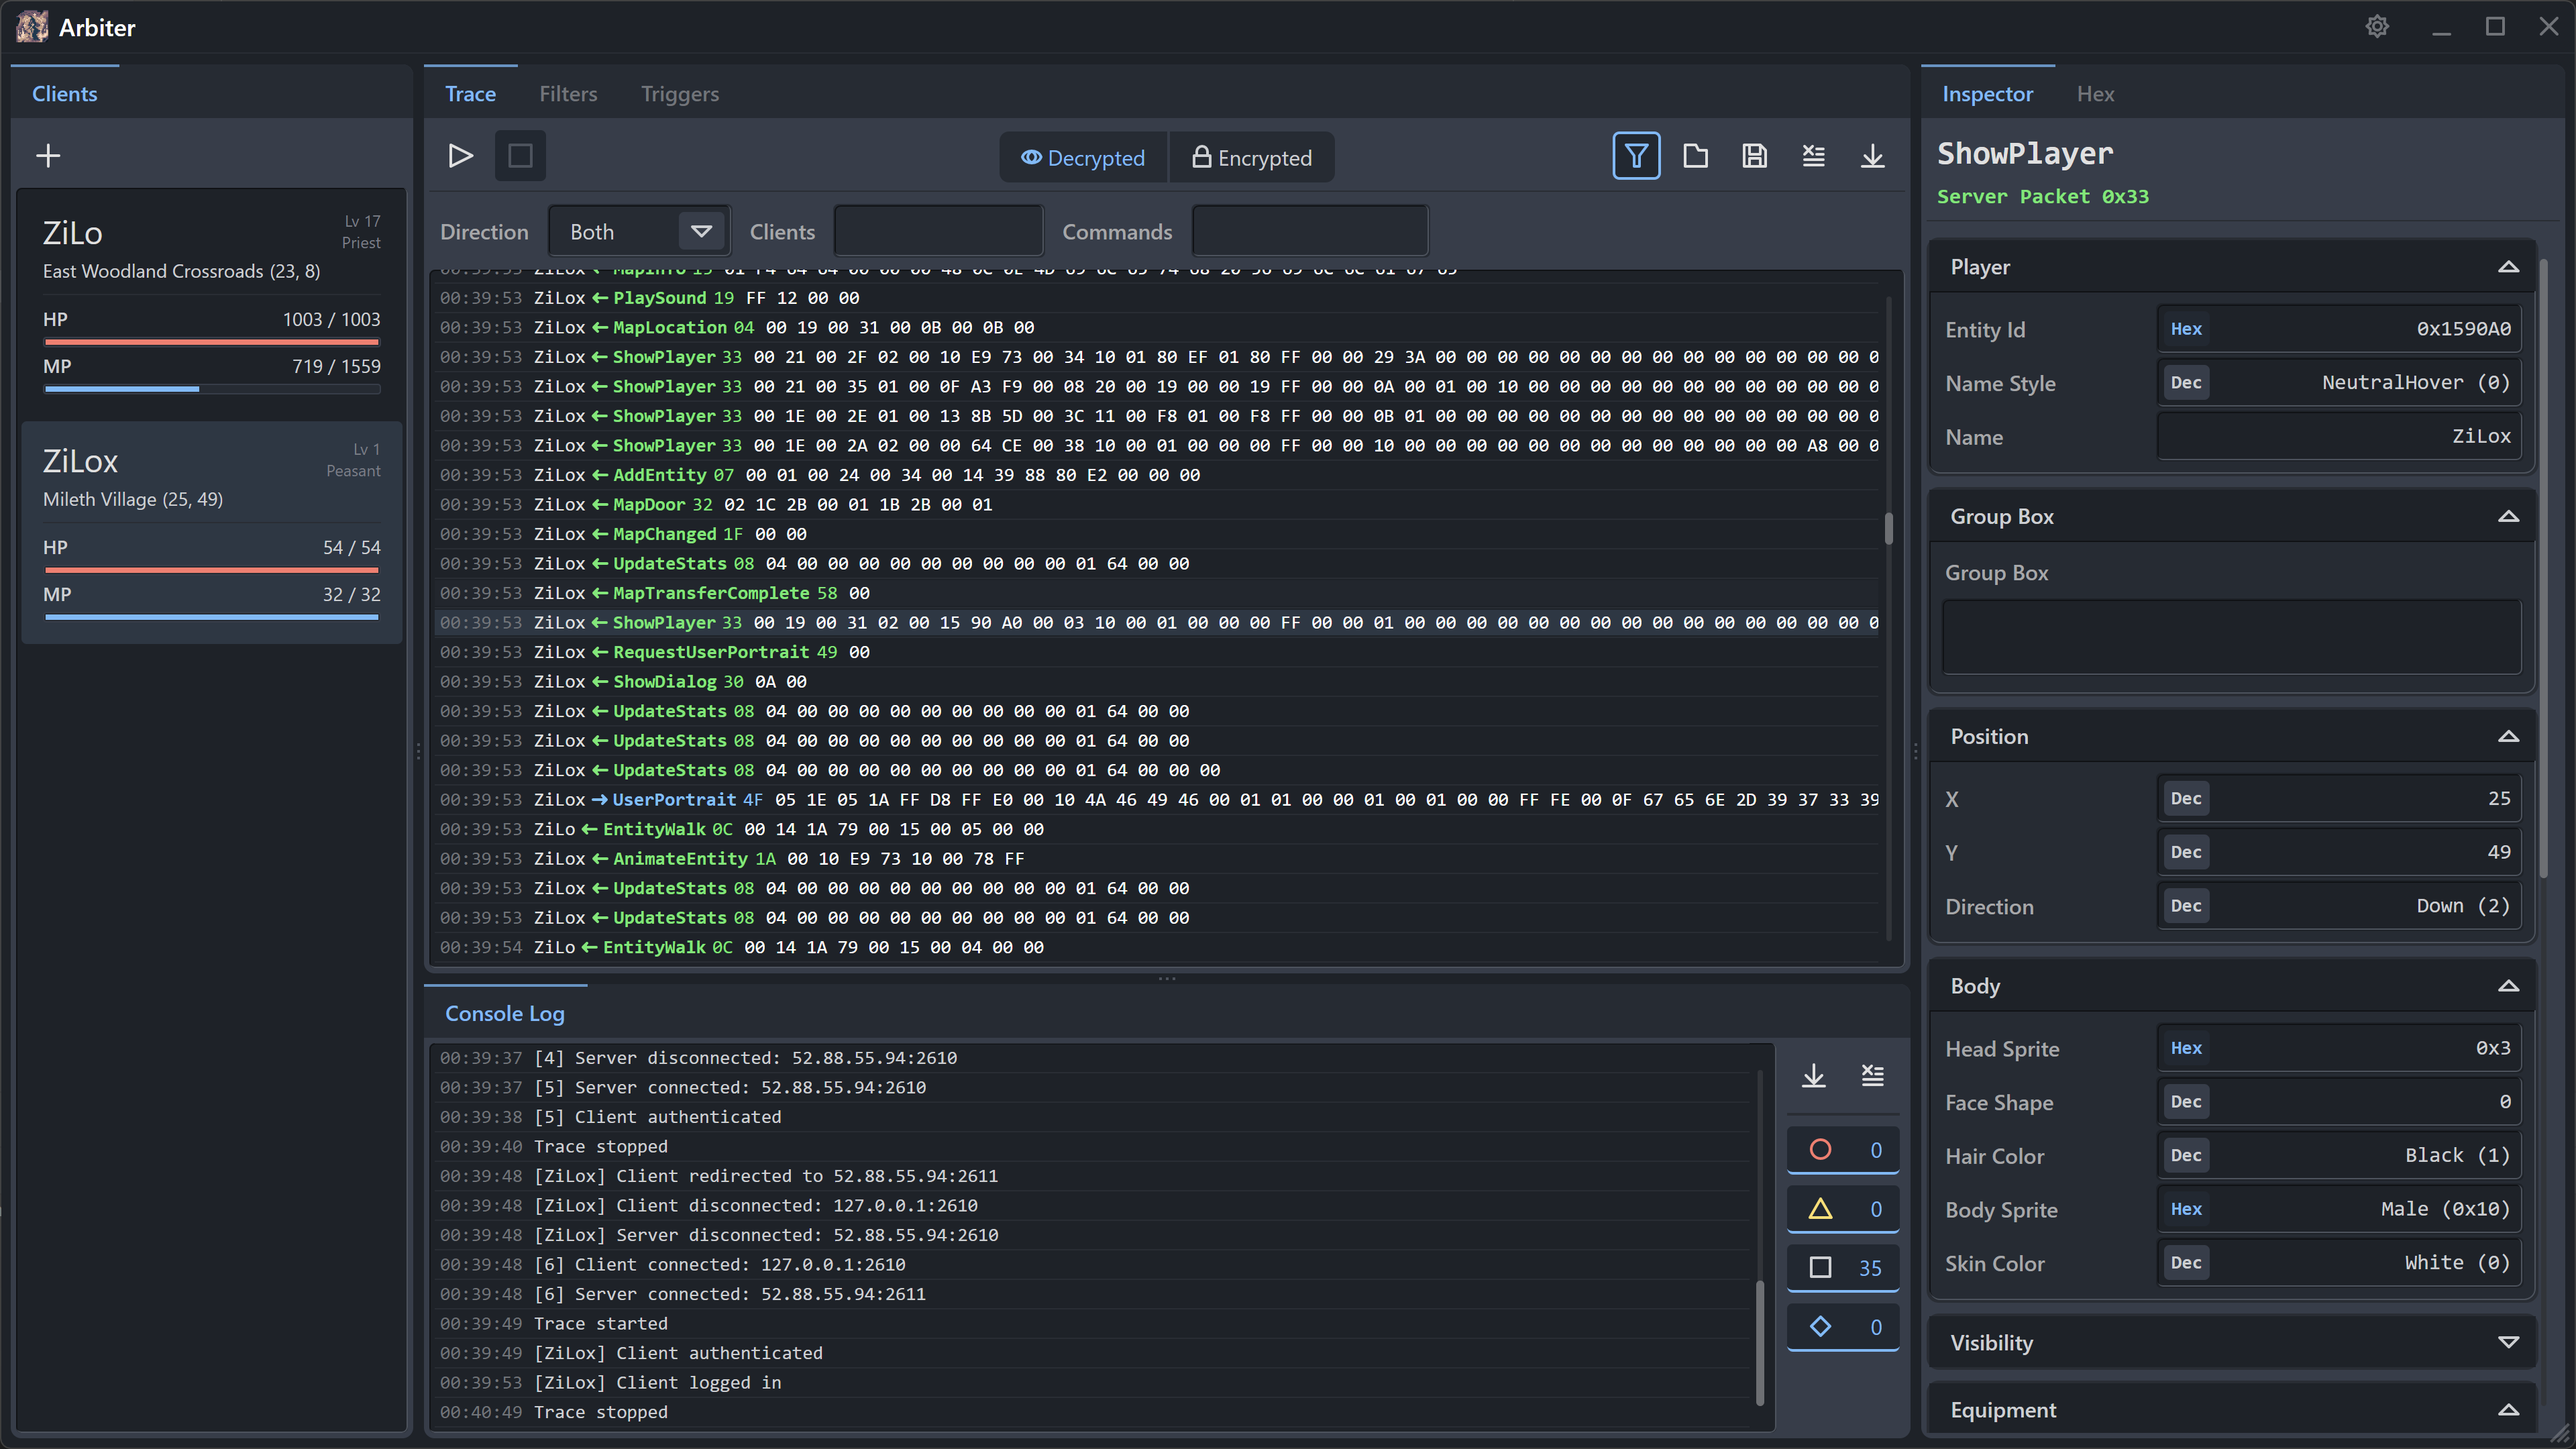 Arbiter
Clients
ZiLo
Lv 17
Priest
East Woodland Crossroads (23, 8)
HP 1003 / 1003
MP 719 / 1559
ZiLox
Lv 1
Peasant
Mileth Village (25, 49)
HP 54 / 54
MP 32 / 32
Trace Filters Triggers
Decrypted Encrypted
Direction Both Clients Commands
00:39:53 ZiLox ← PlaySound 19 FF 12 00 00
00:39:53 ZiLox ← MapLocation 04 00 19 00 31 00 0B 00 0B 00
00:39:53 ZiLox ← ShowPlayer 33 00 21 00 2F 02 00 10 E9 73 00 34 10 01 80 EF 01 80 FF 00 00 29 3A 00 00 00 00 00 00 00 00 00 00 00 00 00 00 0
00:39:53 ZiLox ← ShowPlayer 33 00 21 00 35 01 00 0F A3 F9 00 08 20 00 19 00 00 19 FF 00 00 0A 00 01 00 10 00 00 00 00 00 00 00 00 00 00 00 0
00:39:53 ZiLox ← ShowPlayer 33 00 1E 00 2E 01 00 13 8B 5D 00 3C 11 00 F8 01 00 F8 FF 00 00 0B 01 00 00 00 00 00 00 00 00 00 00 00 00 00 00 0
00:39:53 ZiLox ← ShowPlayer 33 00 1E 00 2A 02 00 00 64 CE 00 38 10 00 01 00 00 00 FF 00 00 10 00 00 00 00 00 00 00 00 00 00 00 00 00 A8 00 0
00:39:53 ZiLox ← AddEntity 07 00 01 00 24 00 34 00 14 39 88 80 E2 00 00 00
00:39:53 ZiLox ← MapDoor 32 02 1C 2B 00 01 1B 2B 00 01
00:39:53 ZiLox ← MapChanged 1F 00 00
00:39:53 ZiLox ← UpdateStats 08 04 00 00 00 00 00 00 00 00 00 01 64 00 00
00:39:53 ZiLox ← MapTransferComplete 58 00
00:39:53 ZiLox ← ShowPlayer 33 00 19 00 31 02 00 15 90 A0 00 03 10 00 01 00 00 00 FF 00 00 01 00 00 00 00 00 00 00 00 00 00 00 00 00 00 00 0
00:39:53 ZiLox ← RequestUserPortrait 49 00
00:39:53 ZiLox ← ShowDialog 30 0A 00
00:39:53 ZiLox ← UpdateStats 08 04 00 00 00 00 00 00 00 00 00 01 64 00 00
00:39:53 ZiLox ← UpdateStats 08 04 00 00 00 00 00 00 00 00 00 01 64 00 00
00:39:53 ZiLox ← UpdateStats 08 04 00 00 00 00 00 00 00 00 00 01 64 00 00 00
00:39:53 ZiLox → UserPortrait 4F 05 1E 05 1A FF D8 FF E0 00 10 4A 46 49 46 00 01 01 00 00 01 00 01 00 00 FF FE 00 0F 67 65 6E 2D 39 37 33 39
00:39:53 ZiLo ← EntityWalk 0C 00 14 1A 79 00 15 00 05 00 00
00:39:53 ZiLox ← AnimateEntity 1A 00 10 E9 73 10 00 78 FF
00:39:53 ZiLox ← UpdateStats 08 04 00 00 00 00 00 00 00 00 00 01 64 00 00
00:39:53 ZiLox ← UpdateStats 08 04 00 00 00 00 00 00 00 00 00 01 64 00 00
00:39:54 ZiLo ← EntityWalk 0C 00 14 1A 79 00 15 00 04 00 00
Console Log
00:39:37 [4] Server disconnected: 52.88.55.94:2610
00:39:37 [5] Server connected: 52.88.55.94:2610
00:39:38 [5] Client authenticated
00:39:40 Trace stopped
00:39:48 [ZiLox] Client redirected to 52.88.55.94:2611
00:39:48 [ZiLox] Client disconnected: 127.0.0.1:2610
00:39:48 [ZiLox] Server disconnected: 52.88.55.94:2610
00:39:48 [6] Client connected: 127.0.0.1:2610
00:39:48 [6] Server connected: 52.88.55.94:2611
00:39:49 Trace started
00:39:49 [ZiLox] Client authenticated
00:39:53 [ZiLox] Client logged in
00:40:49 Trace stopped
0
0
35
0
Inspector Hex
ShowPlayer
Server Packet 0x33
Player
Entity Id Hex 0x1590A0
Name Style Dec NeutralHover (0)
Name ZiLox
Group Box
Group Box
Position
X Dec 25
Y Dec 49
Direction Dec Down (2)
Body
Head Sprite Hex 0x3
Face Shape Dec 0
Hair Color Dec Black (1)
Body Sprite Hex Male (0x10)
Skin Color Dec White (0)
Visibility
Equipment